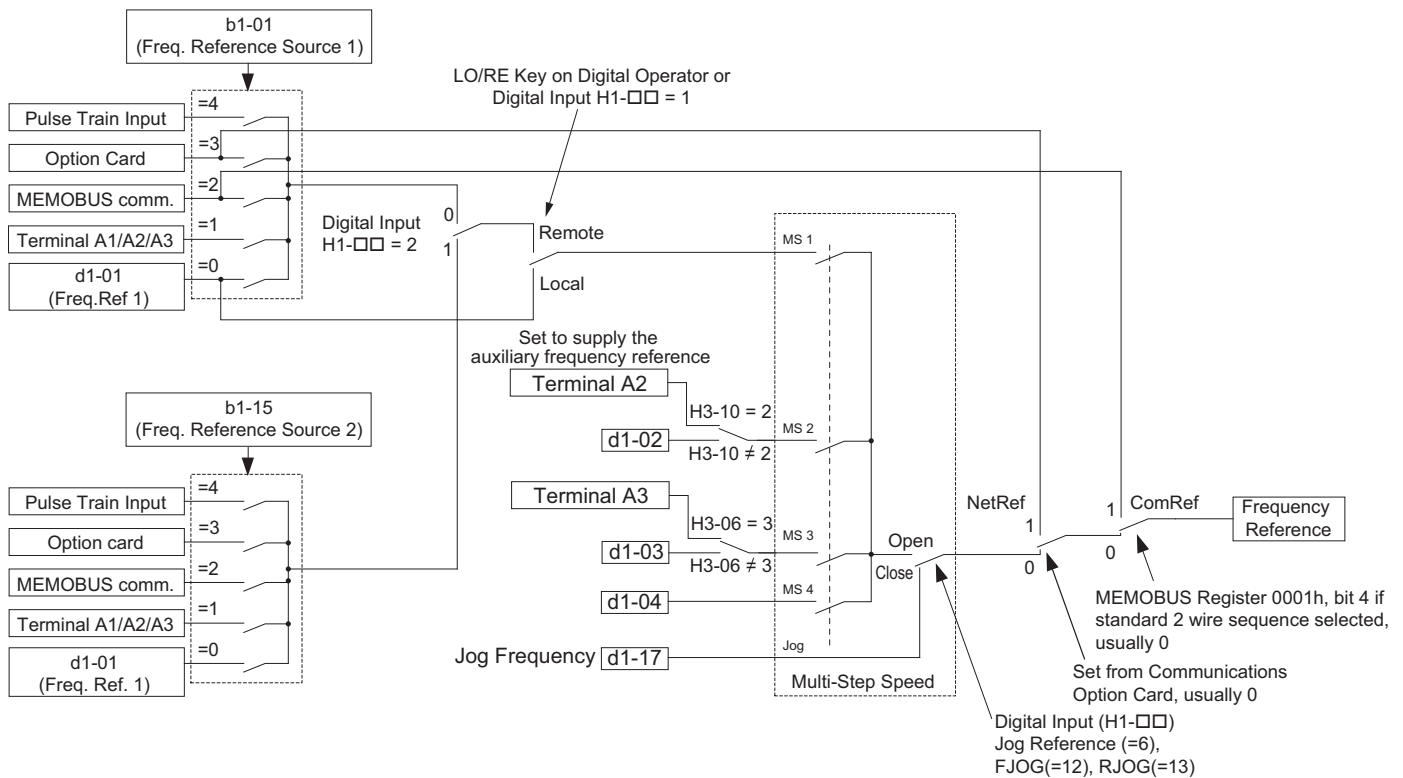 b1-01
(Freq. Reference Source 1)
LO/RE Key on Digital Operator or
Digital Input H1-□□ = 1
=4
Pulse Train Input
=3
Option Card
=2
MEMOBUS comm.
=1
Terminal A1/A2/A3
=0
d1-01
(Freq.Ref 1)
Digital Input
H1-□□ = 2
0
1
Remote
Local
MS 1
Set to supply the
auxiliary frequency reference
Terminal A2
H3-10 = 2
d1-02
H3-10 ≠ 2
MS 2
Terminal A3
H3-06 = 3
d1-03
H3-06 ≠ 3
MS 3
d1-04
MS 4
Jog Frequency
d1-17
Jog
Multi-Step Speed
Open
Close
NetRef
1
0
ComRef
1
0
Frequency
Reference
MEMOBUS Register 0001h, bit 4 if
standard 2 wire sequence selected,
usually 0
Set from Communications
Option Card, usually 0
Digital Input (H1-□□)
Jog Reference (=6),
FJOG(=12), RJOG(=13)
b1-15
(Freq. Reference Source 2)
=4
Pulse Train Input
=3
Option card
=2
MEMOBUS comm.
=1
Terminal A1/A2/A3
=0
d1-01
(Freq. Ref. 1)